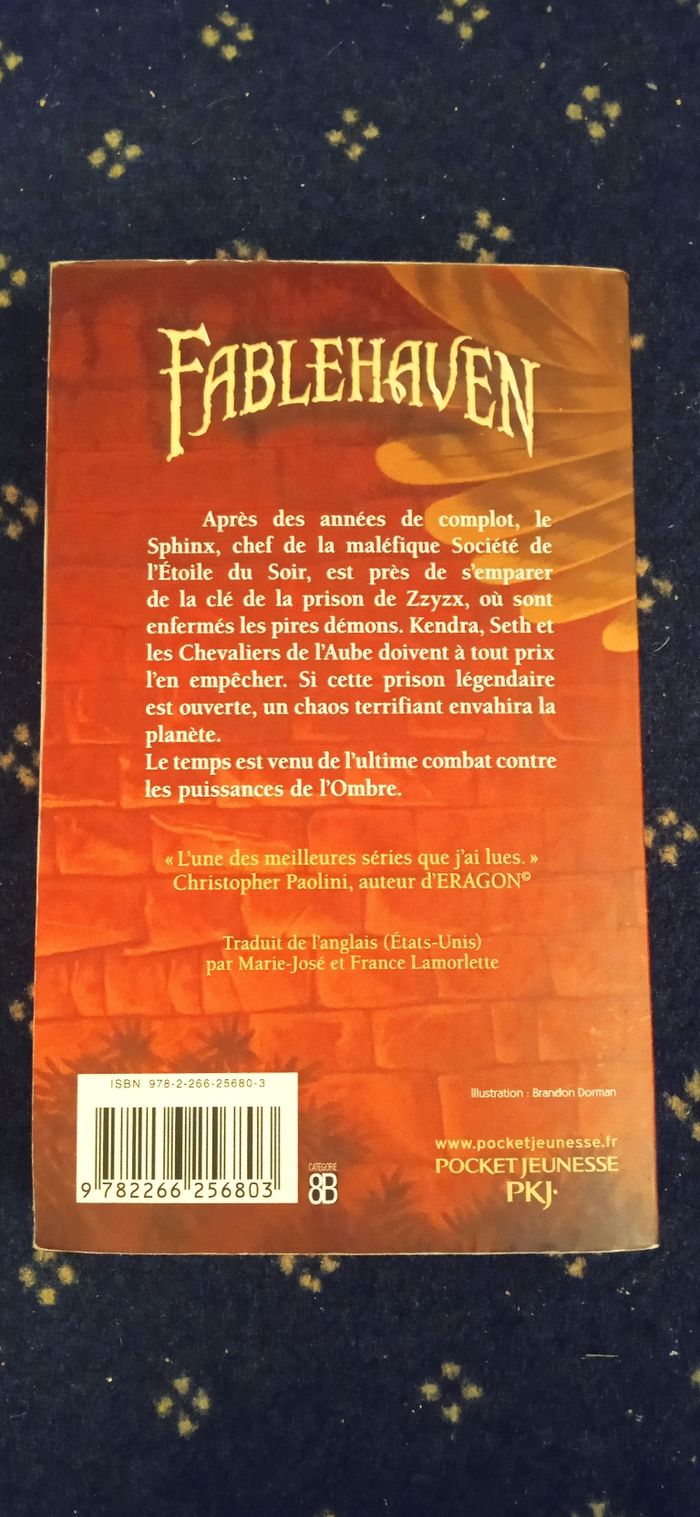 FABLEHAVEN
Après des années de complot, le
Sphinx, chef de la maléfique Société de
l'Étoile du Soir, est près de s'emparer
de la clé de la prison de Zzyzx, où sont
enfermés les pires démons. Kendra, Seth et
les Chevaliers de l'Aube doivent à tout prix
l'en empêcher. Si cette prison légendaire
est ouverte, un chaos terrifiant envahira la
planète.
Le temps est venu de l'ultime combat contre
les puissances de l'Ombre.
« L'une des meilleures séries que j'ai lues. »
Christopher Paolini, auteur d'ERAGON©
Traduit de l'anglais (États-Unis)
par Marie-José et France Lamorlette
ISBN 978-2-266-25680-3
9 782266 256803
CATÉGORIE
8B
Illustration : Brandon Dorman
www.pocketjeunesse.fr
POCKET JEUNESSE
PKJ·